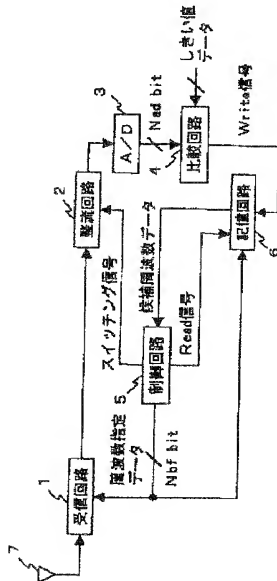 7
1
受信回路
2
整流回路
3
A/D
Nad bit
4
比較回路
しきい値
データ
Write信号
スイッチング信号
候補周波数データ
5
制御回路
Read信号
記憶回路
6
周波数指定
データ
Nbf bit